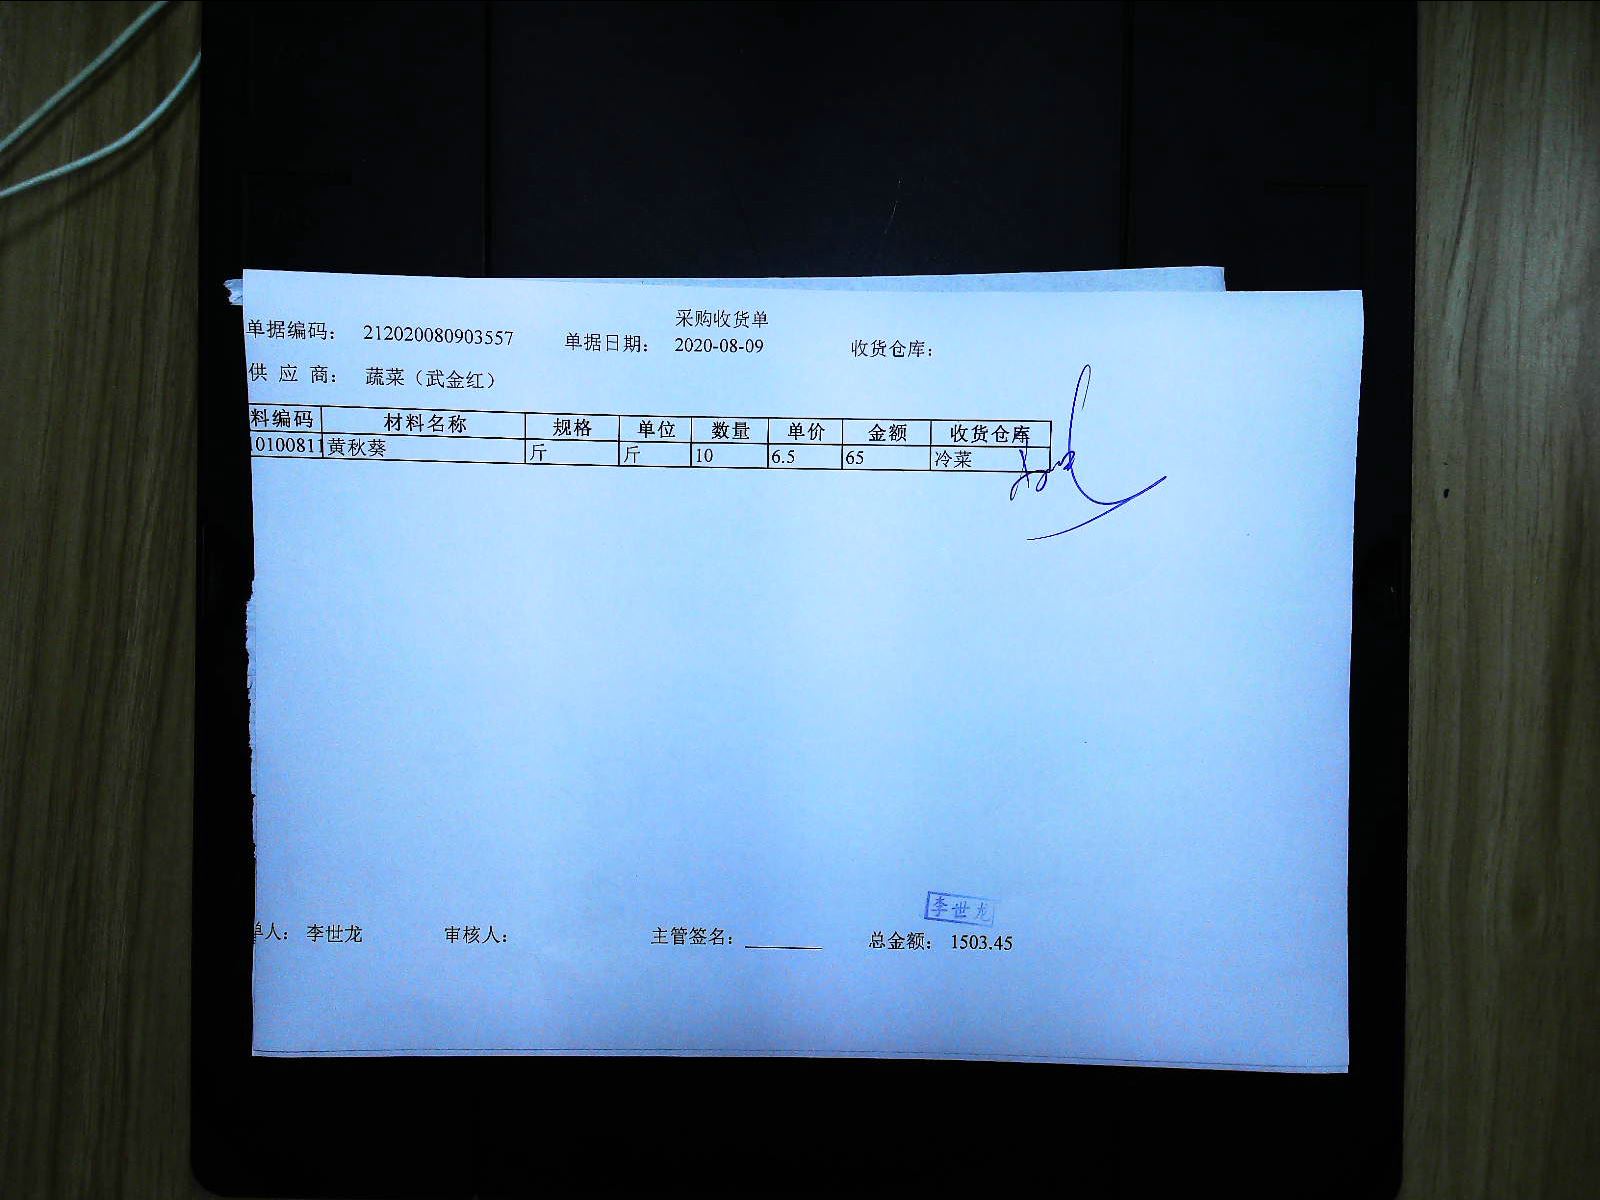 采购收货单
单据编码: 212020080903557 单据日期: 2020-08-09 收货仓库:
供 应 商: 蔬菜（武金红）
料编码 材料名称 规格 单位 数量 单价 金额 收货仓库
10100811 黄秋葵 斤 斤 10 6.5 65 冷菜
李世龙
单人: 李世龙 审核人: 主管签名: 总金额: 1503.45